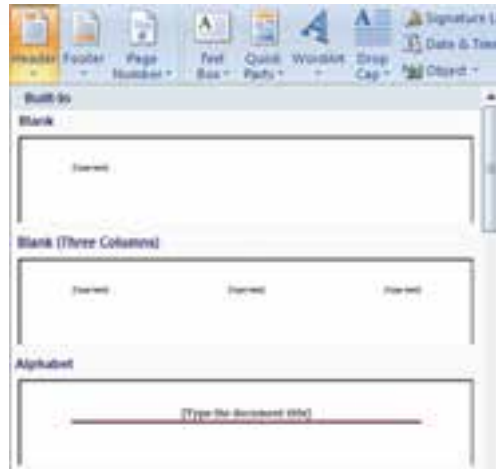 Header Footer Page Number Text Box Quick Parts WordArt Drop Cap Signature
Date & Time
Object
Built-In
Blank
[Type text]
Blank (Three Columns)
[Type text] [Type text] [Type text]
Alphabet
[Type the document title]